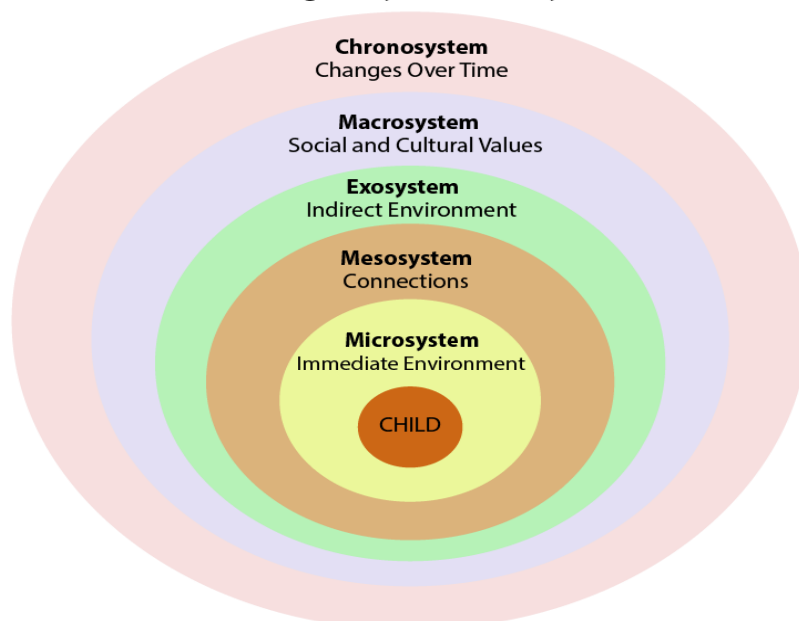 Chronosystem
Changes Over Time
Macrosystem
Social and Cultural Values
Exosystem
Indirect Environment
Mesosystem
Connections
Microsystem
Immediate Environment
CHILD